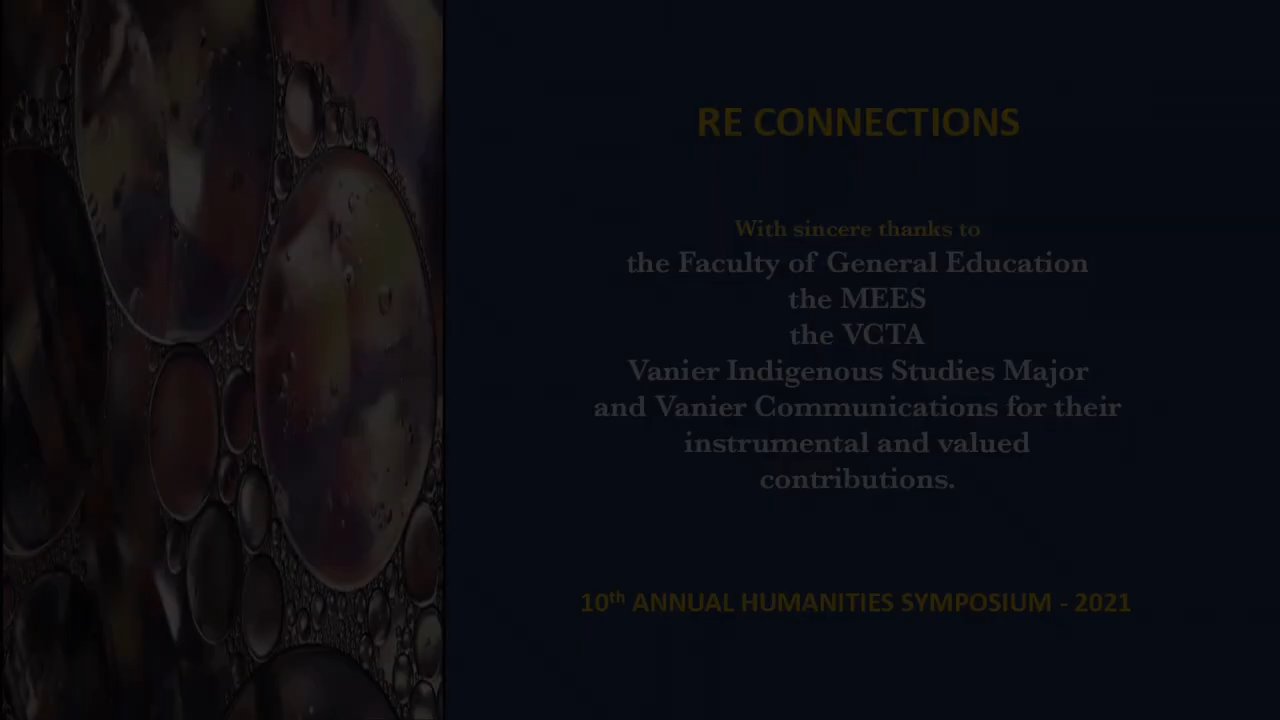 RE CONNECTIONS
With sincere thanks to
the Faculty of General Education
the MEES
the VCTA
Vanier Indigenous Studies Major
and Vanier Communications for their
instrumental and valued
contributions.
10th ANNUAL HUMANITIES SYMPOSIUM - 2021